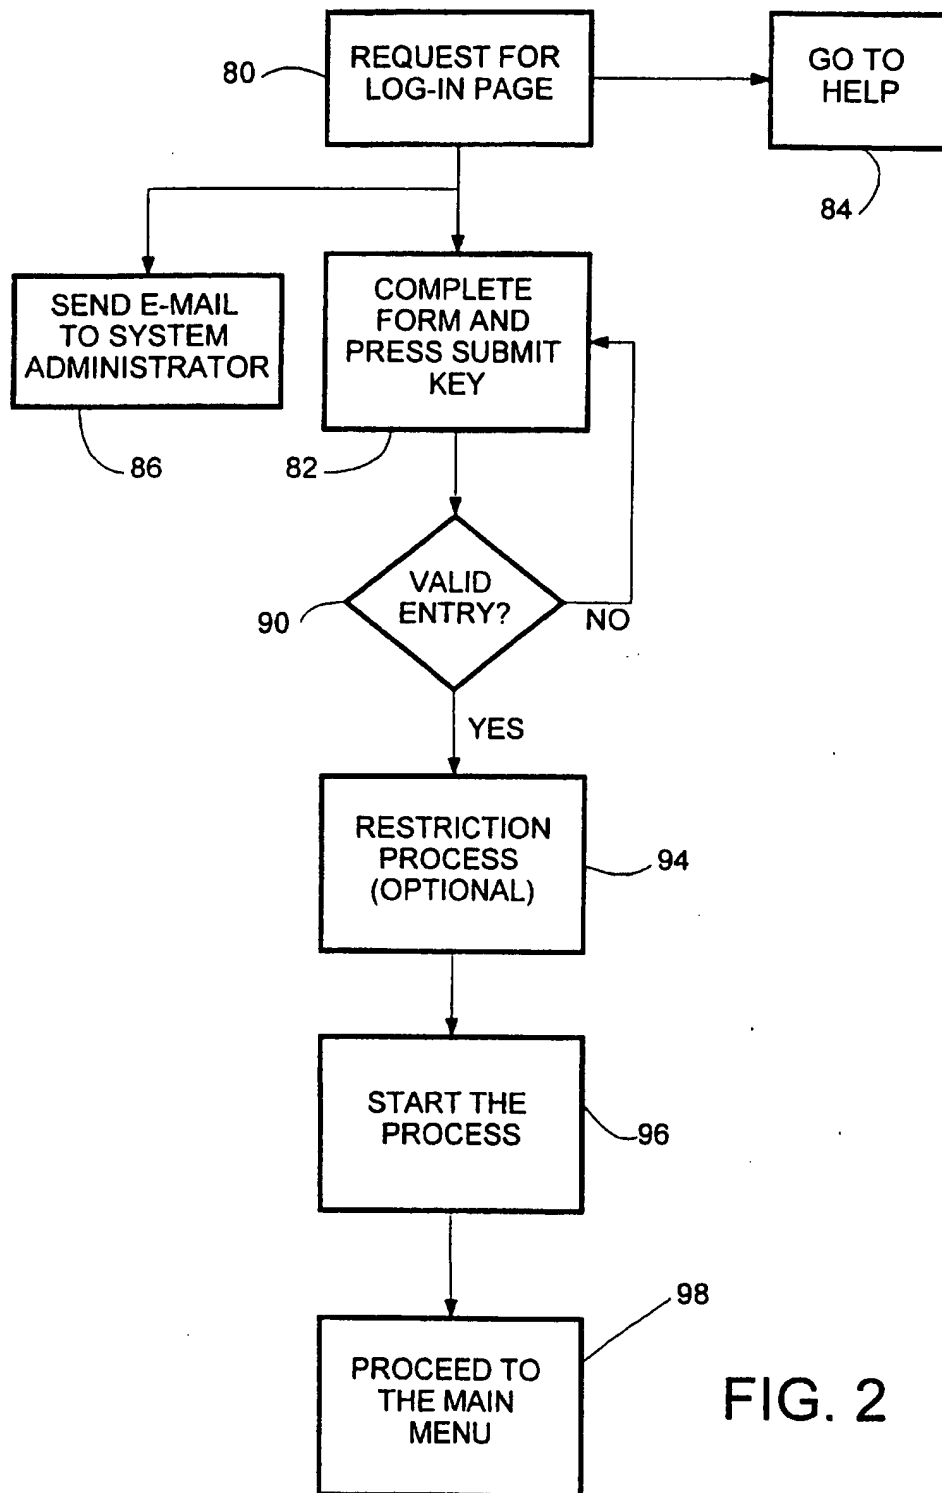 80
REQUEST FOR
LOG-IN PAGE
GO TO
HELP
84
SEND E-MAIL
TO SYSTEM
ADMINISTRATOR
86
COMPLETE
FORM AND
PRESS SUBMIT
KEY
82
90
VALID
ENTRY?
NO
YES
RESTRICTION
PROCESS
(OPTIONAL)
94
START THE
PROCESS
96
98
PROCEED TO
THE MAIN
MENU
FIG. 2